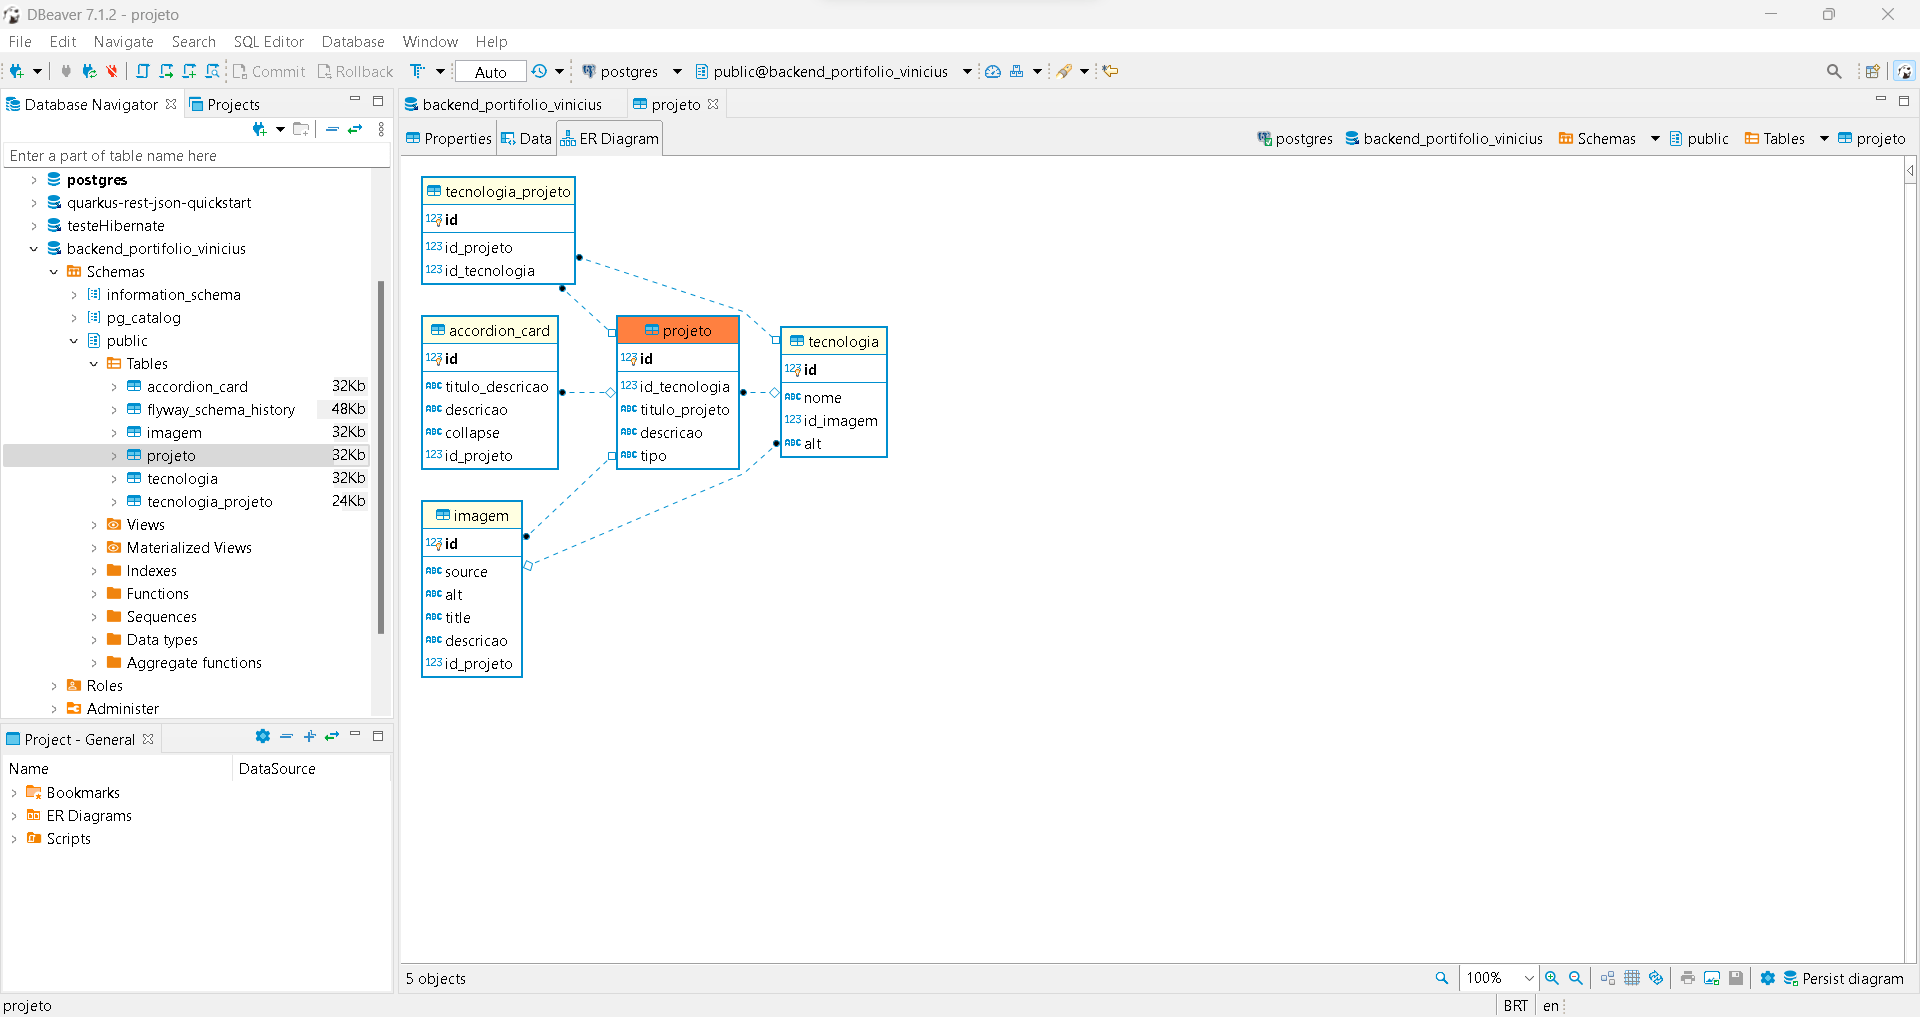 DBeaver 7.1.2 - projeto
File Edit Navigate Search SQL Editor Database Window Help
Commit Rollback Auto postgres public@backend_portifolio_vinicius
Database Navigator Projects
Enter a part of table name here
postgres
quarkus-rest-json-quickstart
testeHibernate
backend_portifolio_vinicius
Schemas
information_schema
pg_catalog
public
Tables
accordion_card 32Kb
flyway_schema_history 48Kb
imagem 32Kb
projeto 32Kb
tecnologia 32Kb
tecnologia_projeto 24Kb
Views
Materialized Views
Indexes
Functions
Sequences
Data types
Aggregate functions
Roles
Administer
Project - General
Name DataSource
Bookmarks
ER Diagrams
Scripts
backend_portifolio_vinicius projeto
Properties Data ER Diagram
postgres backend_portifolio_vinicius Schemas public Tables projeto
tecnologia_projeto
123 id
123 id_projeto
123 id_tecnologia
accordion_card
123 id
ABC titulo_descricao
ABC descricao
ABC collapse
123 id_projeto
projeto
123 id
123 id_tecnologia
ABC titulo_projeto
ABC descricao
ABC tipo
tecnologia
123 id
ABC nome
123 id_imagem
ABC alt
imagem
123 id
ABC source
ABC alt
ABC title
ABC descricao
123 id_projeto
5 objects
100%
Persist diagram
projeto
BRT en